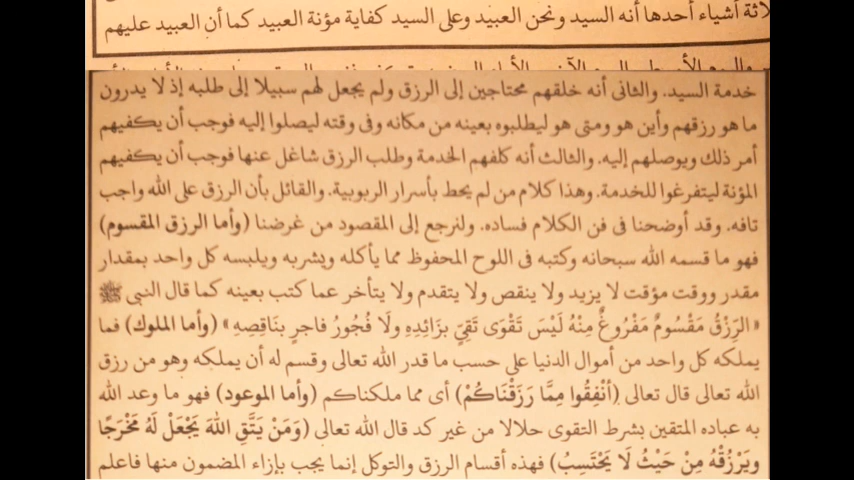 ثلاثة أشياء أحدها أنه السيد ونحن العبيد وعلى السيد كفاية مؤنة العبيد كما أن العبيد عليهم
خدمة السيد. والثانى أنه خلقهم محتاجين إلى الرزق ولم يجعل لهم سبيلا إلى طلبه إذ لا يدرون
ما هو رزقهم وأين هو ومتى هو ليطلبوه بعينه من مكانه وفى وقته ليصلوا إليه فوجب أن يكفيهم
أمر ذلك ويوصلهم إليه. والثالث أنه كلفهم الخدمة وطلب الرزق شاغل عنها فوجب أن يكفيهم
المؤنة ليتفرغوا للخدمة. وهذا كلام من لم يحط بأسرار الربوبية. والقائل بأن الرزق على الله واجب
تافه. وقد أوضحنا فى فن الكلام فساده. ولنرجع إلى المقصود من غرضنا (وأما الرزق المقسوم)
فهو ما قسمه الله سبحانه وكتبه فى اللوح المحفوظ مما يأكله ويشربه ويلبسه كل واحد بمقدار
مقدر ووقت مؤقت لا يزيد ولا ينقص ولا يتقدم ولا يتأخر عما كتب بعينه كما قال النبى ﷺ
«الرِّزْقُ مَقْسُومٌ مَفْرُوغٌ مِنْهُ لَيْسَ تَقْوَى تَقِيّ بِزَائِدِهِ وَلَا فُجُورُ فاجرٍ بِنَاقِصِهِ» (وأما الملوك) فما
يملكه كل واحد من أموال الدنيا على حسب ما قدر الله تعالى وقسم له أن يملكه وهو من رزق
الله تعالى قال تعالى (أنْفِقُوا مِمَّا رَزَقْنَاكُمْ) أى مما ملكناكم (وأما الموعود) فهو ما وعد الله
به عباده المتقين بشرط التقوى حلالا من غير كد قال الله تعالى (وَمَنْ يَتَّقِ اللهَ يَجْعَلْ لَهُ مَخْرَجًا
ويَرْزُقْهُ مِنْ حَيْثُ لَا يَحْتَسِبُ) فهذه أقسام الرزق والتوكل إنما يجب بإزاء المضمون منها فاعلم